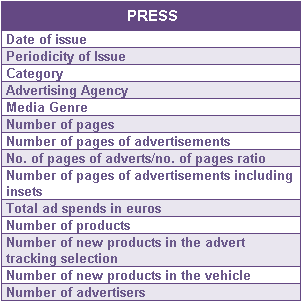 PRESS
Date of issue
Periodicity of Issue
Category
Advertising Agency
Media Genre
Number of pages
Number of pages of advertisements
No. of pages of adverts/no. of pages ratio
Number of pages of advertisements including
insets
Total ad spends in euros
Number of products
Number of new products in the advert
tracking selection
Number of new products in the vehicle
Number of advertisers